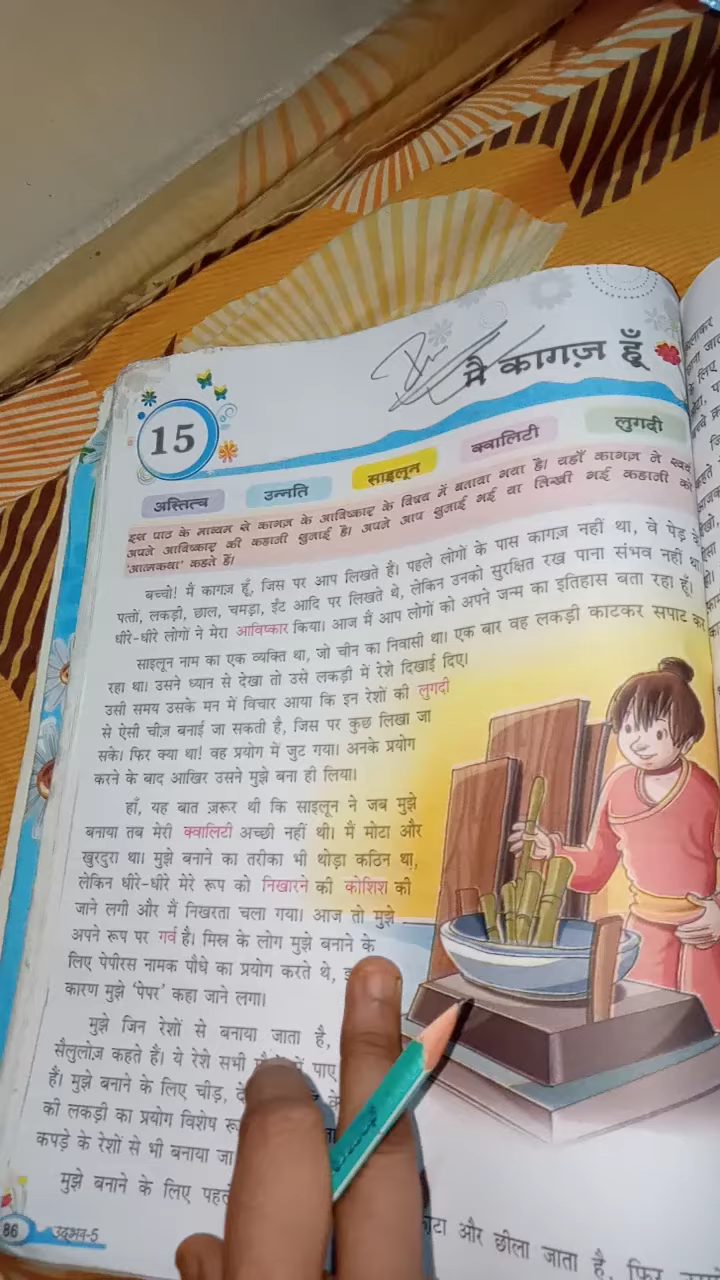 15
मैं कागज़ हूँ
अस्तित्व उन्नति साइलून क्वालिटी लुगदी
इस पाठ के माध्यम से कागज़ के आविष्कार के विषय में बताया गया है। यहाँ कागज़ ने स्वयं
अपने आविष्कार की कहानी सुनाई है। अपने आप सुनाई गई या लिखी गई कहानी को
'आत्मकथा' कहते हैं।
बच्चो! मैं कागज़ हूँ, जिस पर आप लिखते हैं। पहले लोगों के पास कागज़ नहीं था, वे पेड़ के
पत्तों, लकड़ी, छाल, चमड़ा, ईंट आदि पर लिखते थे, लेकिन उनको सुरक्षित रख पाना संभव नहीं था।
धीरे-धीरे लोगों ने मेरा आविष्कार किया। आज मैं आप लोगों को अपने जन्म का इतिहास बता रहा हूँ।
साइलून नाम का एक व्यक्ति था, जो चीन का निवासी था। एक बार वह लकड़ी काटकर सपाट कर
रहा था। उसने ध्यान से देखा तो उसे लकड़ी में रेशे दिखाई दिए।
उसी समय उसके मन में विचार आया कि इन रेशों की लुगदी
से ऐसी चीज़ बनाई जा सकती है, जिस पर कुछ लिखा जा
सके। फिर क्या था! वह प्रयोग में जुट गया। अनके प्रयोग
करने के बाद आखिर उसने मुझे बना ही लिया।
हाँ, यह बात ज़रूर थी कि साइलून ने जब मुझे
बनाया तब मेरी क्वालिटी अच्छी नहीं थी। मैं मोटा और
खुरदुरा था। मुझे बनाने का तरीका भी थोड़ा कठिन था,
लेकिन धीरे-धीरे मेरे रूप को निखारने की कोशिश की
जाने लगी और मैं निखरता चला गया। आज तो मुझे
अपने रूप पर गर्व है। मिस्र के लोग मुझे बनाने के
लिए पेपीरस नामक पौधे का प्रयोग करते थे,
कारण मुझे 'पेपर' कहा जाने लगा।
मुझे जिन रेशों से बनाया जाता है,
सैलुलोज़ कहते हैं। ये रेशे सभी में पाए
हैं। मुझे बनाने के लिए चीड़,
की लकड़ी का प्रयोग विशेष
कपड़े के रेशों से भी बनाया जा
मुझे बनाने के लिए पहले
और छीला जाता है, फिर
86 उद्भव-5